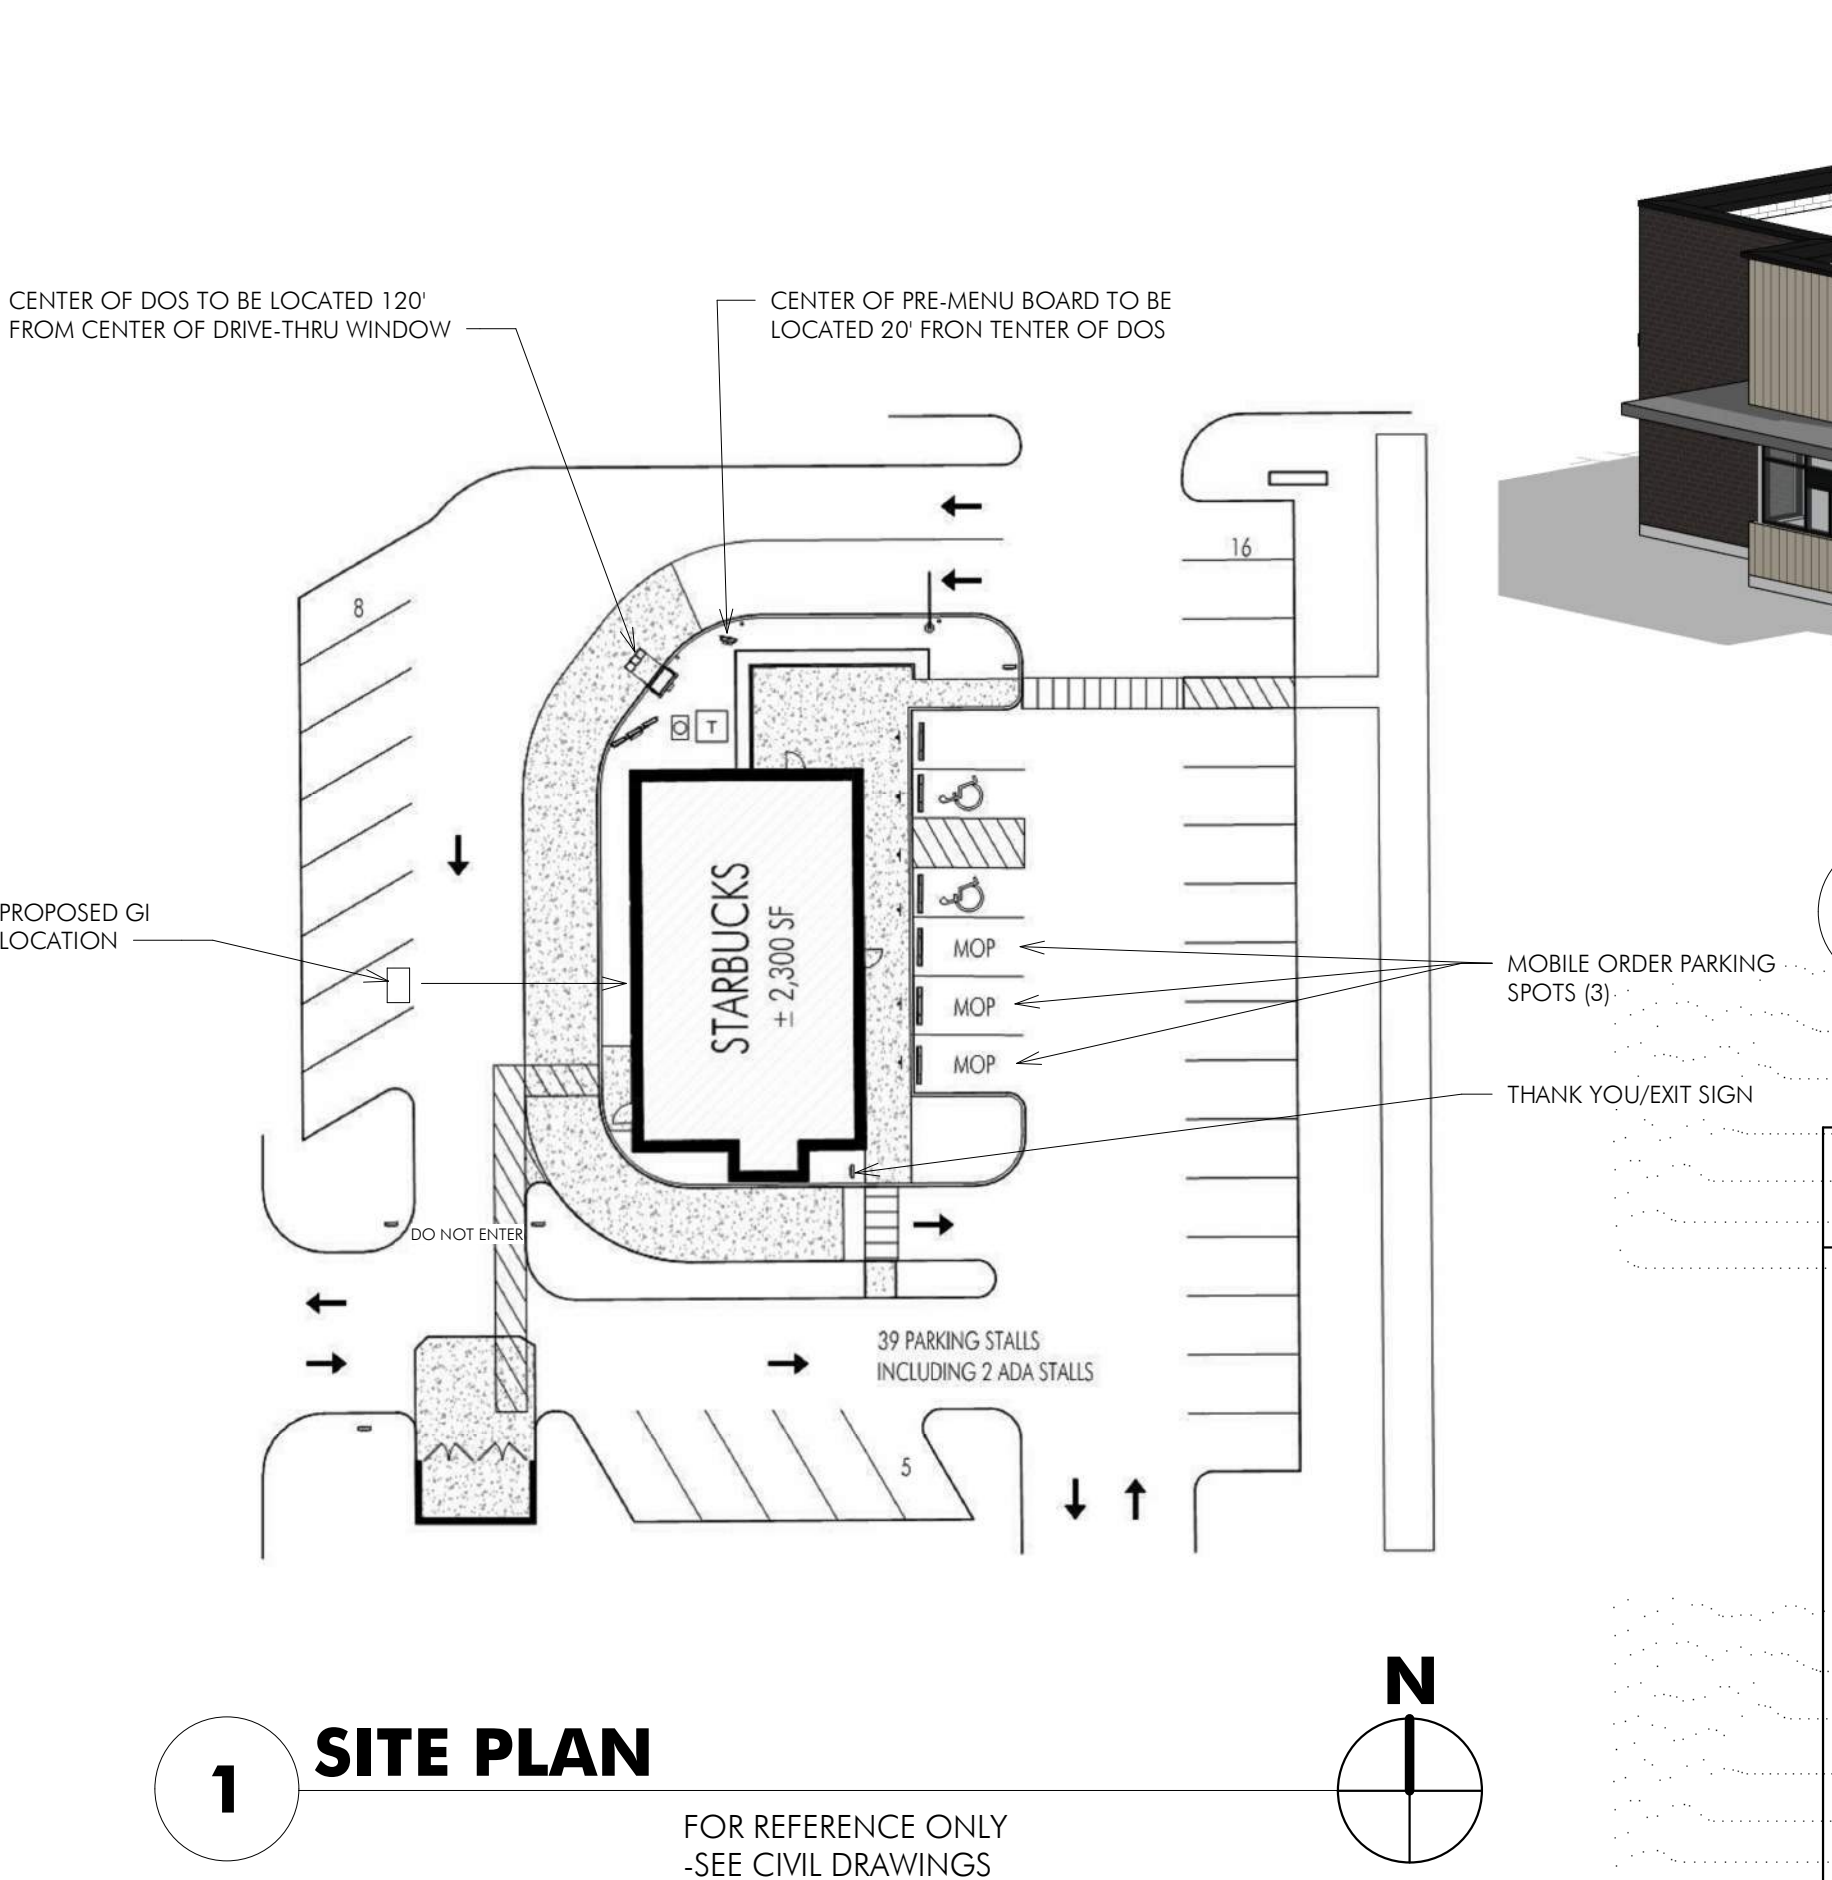 CENTER OF DOS TO BE LOCATED 120'
FROM CENTER OF DRIVE-THRU WINDOW
CENTER OF PRE-MENU BOARD TO BE
LOCATED 20' FRON TENTER OF DOS
16
8
T
STARBUCKS
± 2,300 SF
PROPOSED GI
LOCATION
MOP
MOP
MOP
MOBILE ORDER PARKING
SPOTS (3)
THANK YOU/EXIT SIGN
DO NOT ENTER
39 PARKING STALLS
INCLUDING 2 ADA STALLS
5
N
1
SITE PLAN
FOR REFERENCE ONLY
-SEE CIVIL DRAWINGS